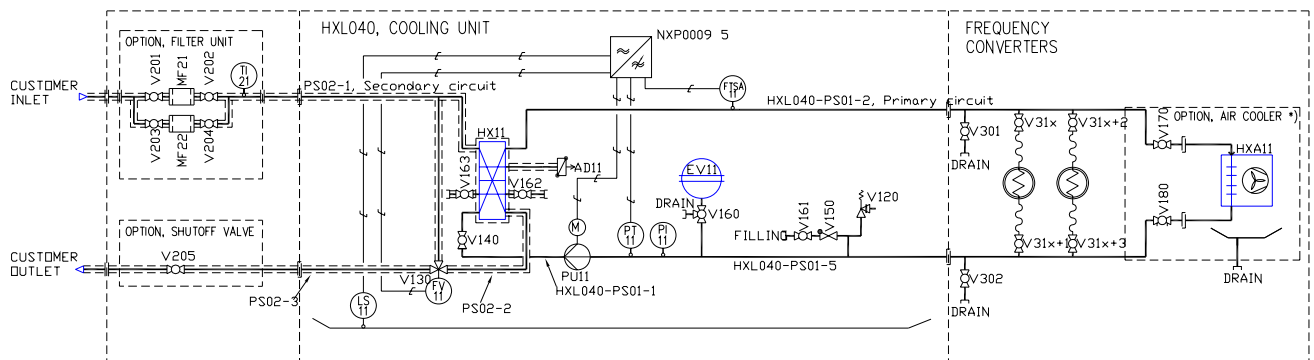 HXL040, COOLING UNIT
FREQUENCY
CONVERTERS
OPTION, FILTER UNIT
NXP0009 5
V201
MF21
V202
TI
21
CUSTOMER
INLET
PS02-1, Secondary circuit
FTSA
11
HXL040-PS01-2, Primary circuit
V203
MF22
V204
HX11
V301
DRAIN
V31x
V31x+2
V170
OPTION, AIR COOLER *)
HXA11
V163
AD11
V162
EV11
DRAIN
V160
V120
V161
V150
FILLING
V180
OPTION, SHUTOFF VALVE
V205
V140
M
PT
11
PI
11
V31x+1
V31x+3
CUSTOMER
OUTLET
V130
FV
11
PU11
HXL040-PS01-5
HXL040-PS01-1
PS02-3
PS02-2
LS
11
V302
DRAIN
DRAIN